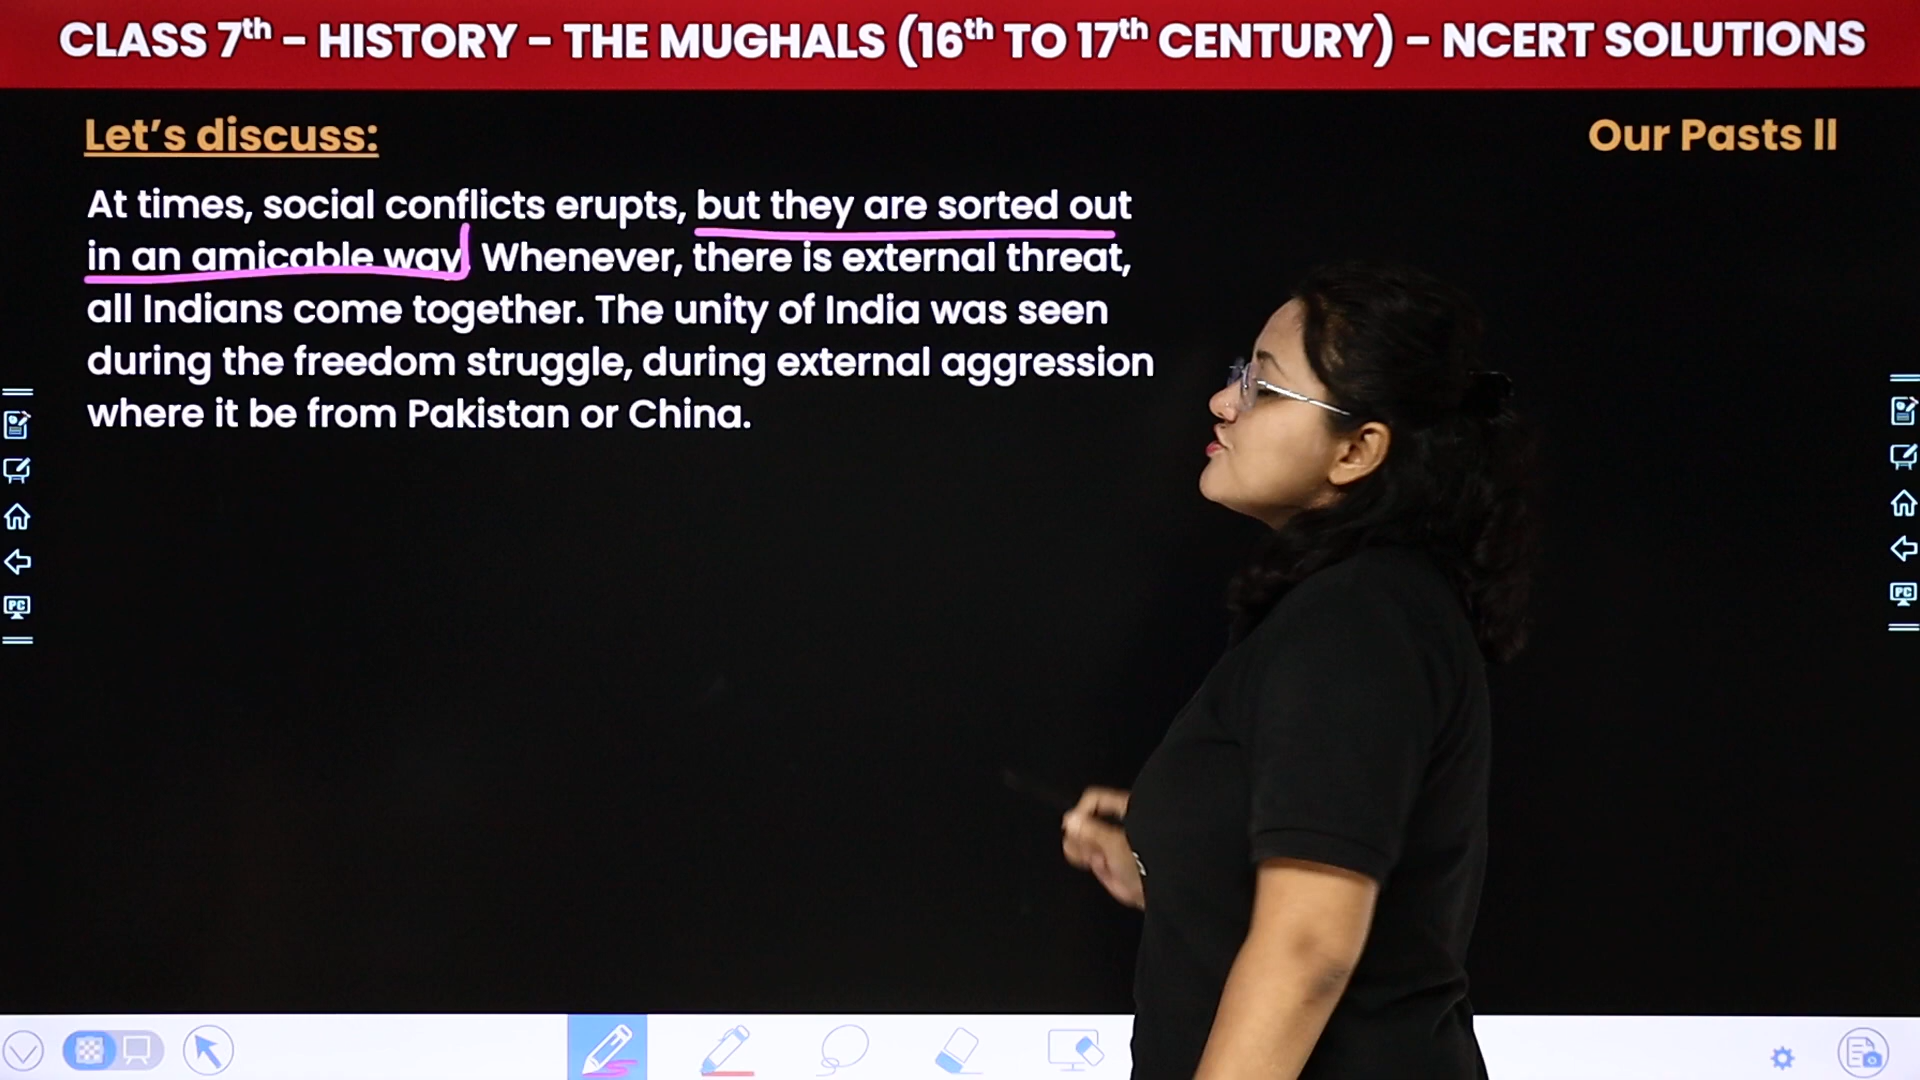 CLASS 7th - HISTORY - THE MUGHALS (16th TO 17th CENTURY) - NCERT SOLUTIONS
Let's discuss:
Our Pasts II
At times, social conflicts erupts, but they are sorted out
in an amicable way. Whenever, there is external threat,
all Indians come together. The unity of India was seen
during the freedom struggle, during external aggression
where it be from Pakistan or China.
PC
PC